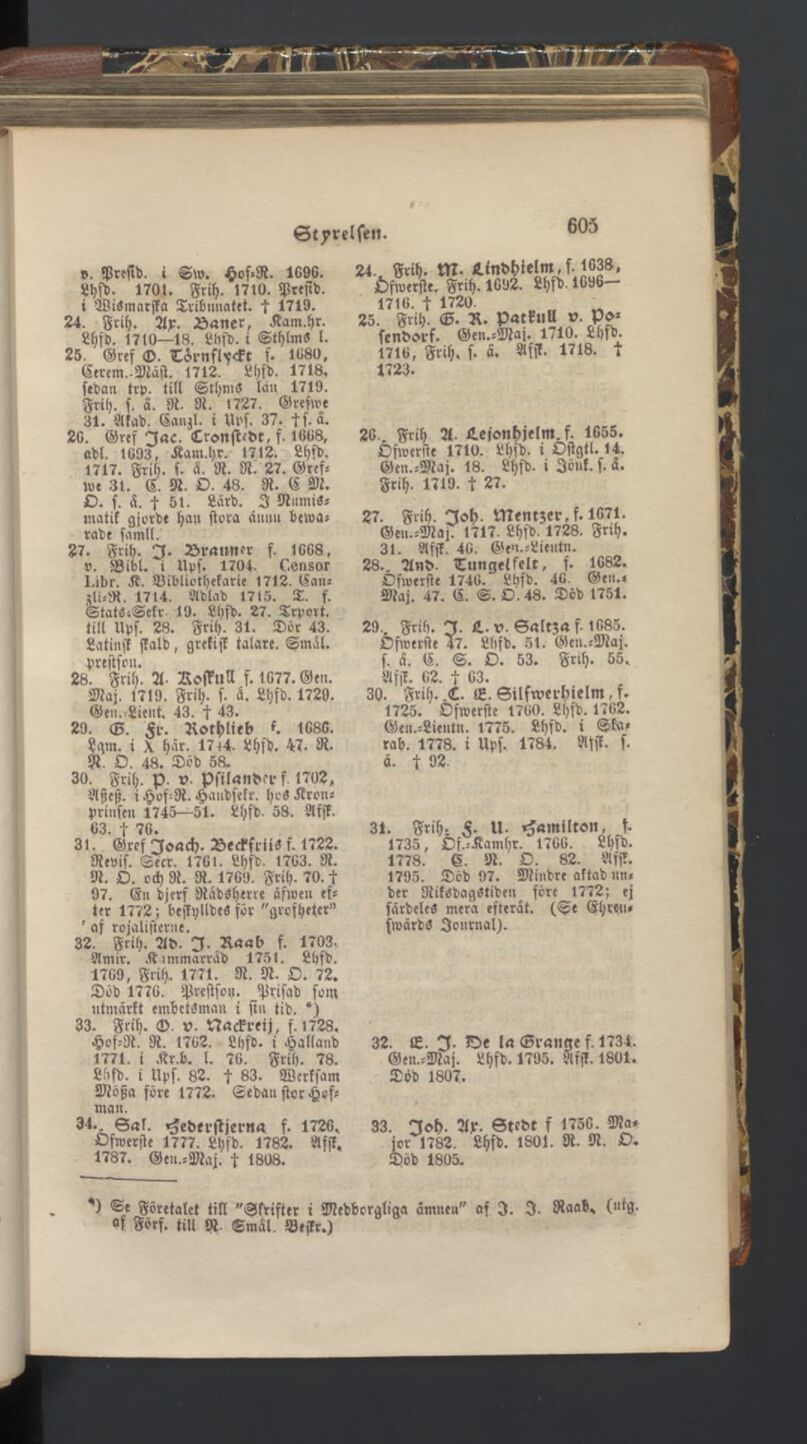 Styrelsen.
605
v. Presid. i Sw. Hof-R. 1696.
Lhfd. 1701. Frih. 1710. Presid.
i Wismarska Tribunatet. † 1719.
24. Frih. Ax. Baner, Kam.hr.
Lhfd. 1710—18. Lhfd. i Sthlms l.
25. Gref O. Törnflyckt f. 1680,
Cerem.-Mäst. 1712. Lhfd. 1718,
sedan trp. till Sthms län 1719.
Frih. s. å. R. R. 1727. Grefwe
31. Akad. Canzl. i Ups. 37. † s. å.
26. Gref Jac. Cronstedt, f. 1668,
adl. 1693, Kam.hr. 1712. Lhfd.
1717. Frih. s. å. R. R. 27. Gref-
we 31. C. R. O. 48. R. C M.
O. s. å. † 51. Lärd. I Numis-
matik gjorde han stora ännu bewa-
rade samll.
27. Frih. J. Brauner f. 1668,
v. Bibl. i Ups. 1704. Censor
Libr. K. Bibliothekarie 1712. Can-
zli-R. 1714. Adlad 1715. T. f.
Stats-Sekr 19. Lhfd. 27. Trport.
till Ups. 28. Frih. 31. Dör 43.
Latinsk skald, grekisk talare. Smål.
prestson.
28. Frih. A. Koskull f. 1677. Gen.
Maj. 1719. Frih. s. å. Lhfd. 1729.
Gen.-Lieut. 43. † 43.
29. G. Fr. Rothlieb f. 1686.
Lgm. i X här. 1744. Lhfd. 47. R.
N. O. 48. Död 58.
30. Frih. P. v. Psilander f. 1702,
Aßeß. i Hof-R. Handsekr. hos Kron-
prinsen 1745—51. Lhfd. 58. Afsk.
63. † 76.
31. Gref Joach. Beckfriis f. 1722.
Revis. Secr. 1761. Lhfd. 1763. R.
N. O. och R. R. 1769. Frih. 70. †
97. En djerf Rådsherre äfwen ef-
ter 1772; beskylldes för "grofheter"
af rojalisterne.
32. Frih. Ad. J. Raab f. 1703.
Amir. Kammarråd 1751. Lhfd.
1769, Frih. 1771. R. N. O. 72.
Död 1776. Prestson. Prisad som
utmärkt embetsman i sin tid. *)
33. Frih. O. v. Nackreij, f. 1728.
Hof-R. R. 1762. Lhfd. i Halland
1771. i Kr.b. l. 76. Frih. 78.
Lhfd. i Ups. 82. † 83. Werksam
Mößa före 1772. Sedan stor Hof-
man.
34. Sal. Hederstjerna f. 1726,
Öfwerste 1777. Lhfd. 1782. Afsk.
1787. Gen.-Maj. † 1808.
24. Frih. M. Lindhielm, f. 1638,
Öfwerste, Frih. 1692. Lhfd. 1696—
1716. † 1720.
25. Frih. G. R. Patkull v. Po-
sendorf. Gen.-Maj. 1710. Lhfd.
1716, Frih. s. å. Afsk. 1718. †
1723.
26. Frih A. Lejonhjelm, f. 1655.
Öfwerste 1710. Lhfd. i Östgtl. 14.
Gen.-Maj. 18. Lhfd. i Jönk. s. å.
Frih. 1719. † 27.
27. Frih. Joh. Mentzer, f. 1671.
Gen.-Maj. 1717. Lhfd. 1728. Frih.
31. Afsk. 46. Gen.-Lieutn.
28. And. Tungelfelt, f. 1682.
Öfwerste 1740. Lhfd. 46. Gen.-
Maj. 47. C. S. O. 48. Död 1751.
29. Frih. J. L. v. Saltza f. 1685.
Öfwerste 47. Lhfd. 51. Gen.-Maj.
s. å. C. S. O. 53. Frih. 55.
Afsk. 62. † 63.
30. Frih. C. E. Silfwerhielm, f.
1725. Öfwerste 1760. Lhfd. 1762.
Gen.-Lieutn. 1775. Lhfd. i Ska-
rab. 1778. i Ups. 1784. Afsk. s.
å. † 92.
31. Frih. H. U. Hamilton, f.
1735, Öf.-Kamhr. 1766. Lhfd.
1778. C. N. O. 82. Afsk.
1795. Död 97. Mindre aktad un-
der Riksdagstiden före 1772; ej
särdeles mera efteråt. (Se Ehren-
swärds Journal).
32. E. J. De la Grange f. 1734.
Gen.-Maj. Lhfd. 1795. Afsk. 1801.
Död 1807.
33. Joh. Ax. Stedt f 1756. Ma-
jor 1782. Lhfd. 1801. R. N. O.
Död 1805.
*) Se Företalet till "Skrifter i Medborgliga ämnen" af J. J. Raab, (utg.
af Förf. till N. Smål. Beskr.)